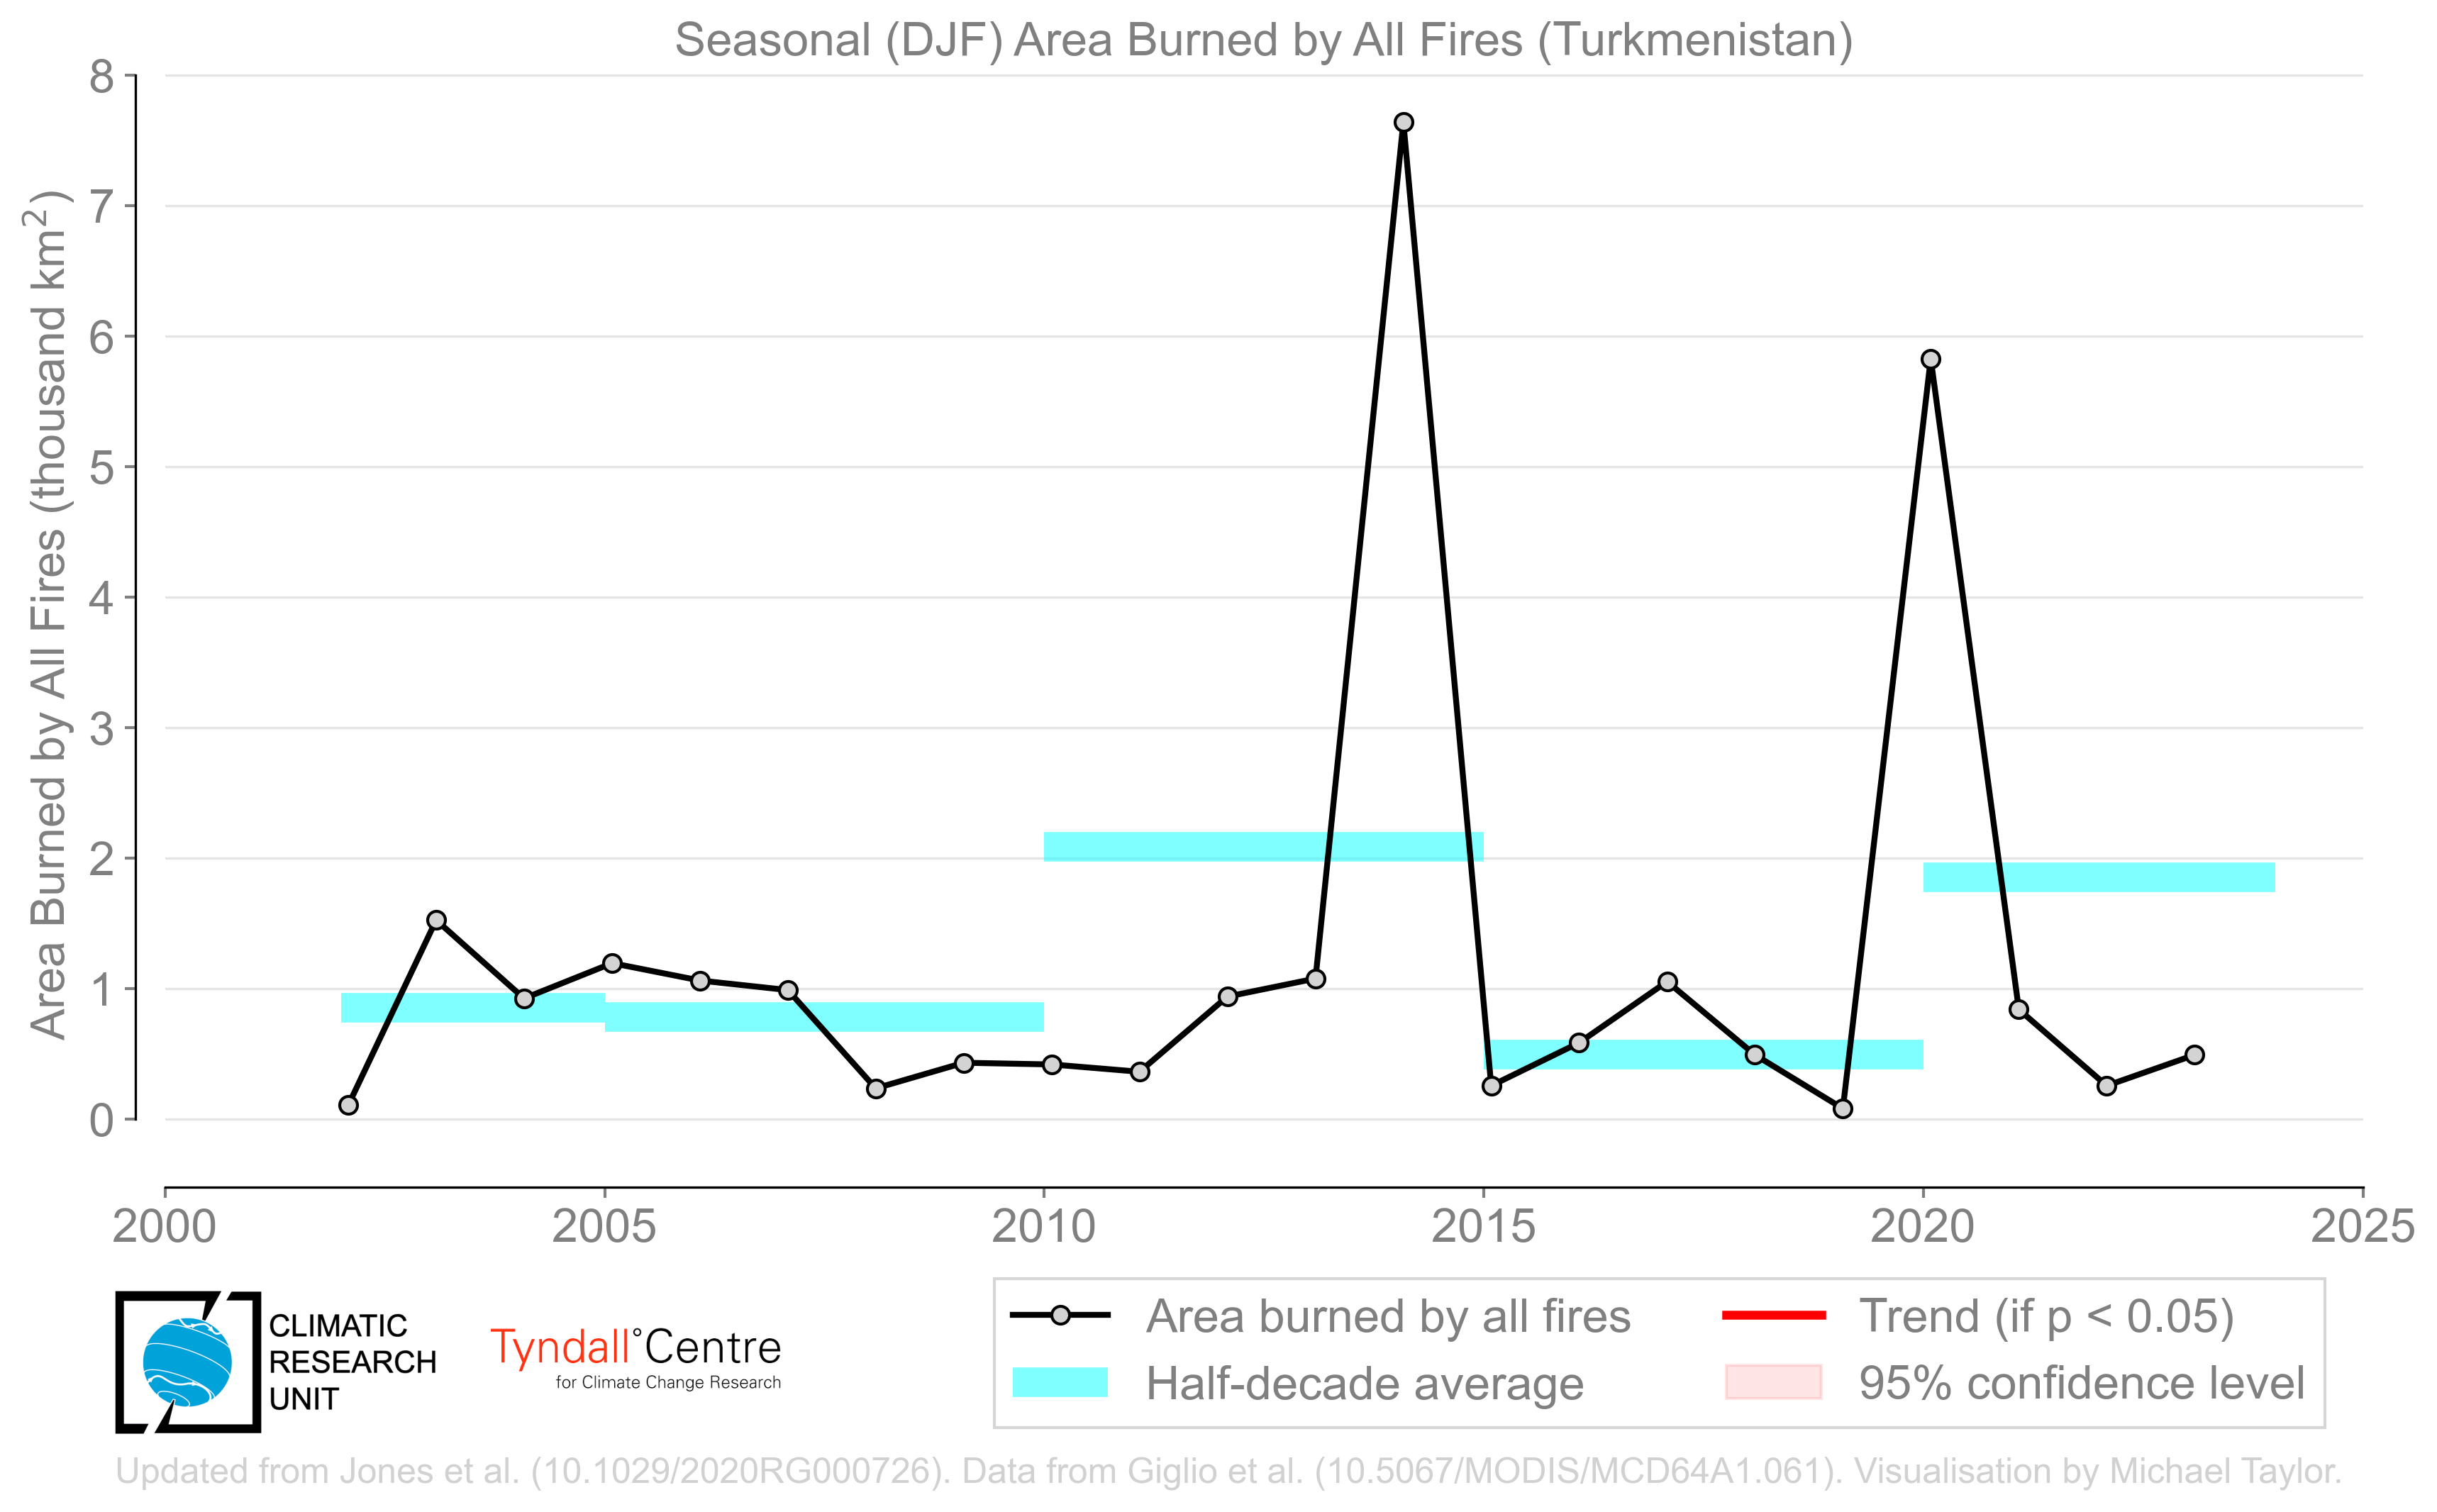 Seasonal (DJF) Area Burned by All Fires (Turkmenistan)
Area Burned by All Fires (thousand km²)
8
7
6
5
4
3
2
1
0
2000 2005 2010 2015 2020 2025
CLIMATIC
RESEARCH
UNIT
Tyndall°Centre
for Climate Change Research
Area burned by all fires
Half-decade average
Trend (if p < 0.05)
95% confidence level
Updated from Jones et al. (10.1029/2020RG000726). Data from Giglio et al. (10.5067/MODIS/MCD64A1.061). Visualisation by Michael Taylor.